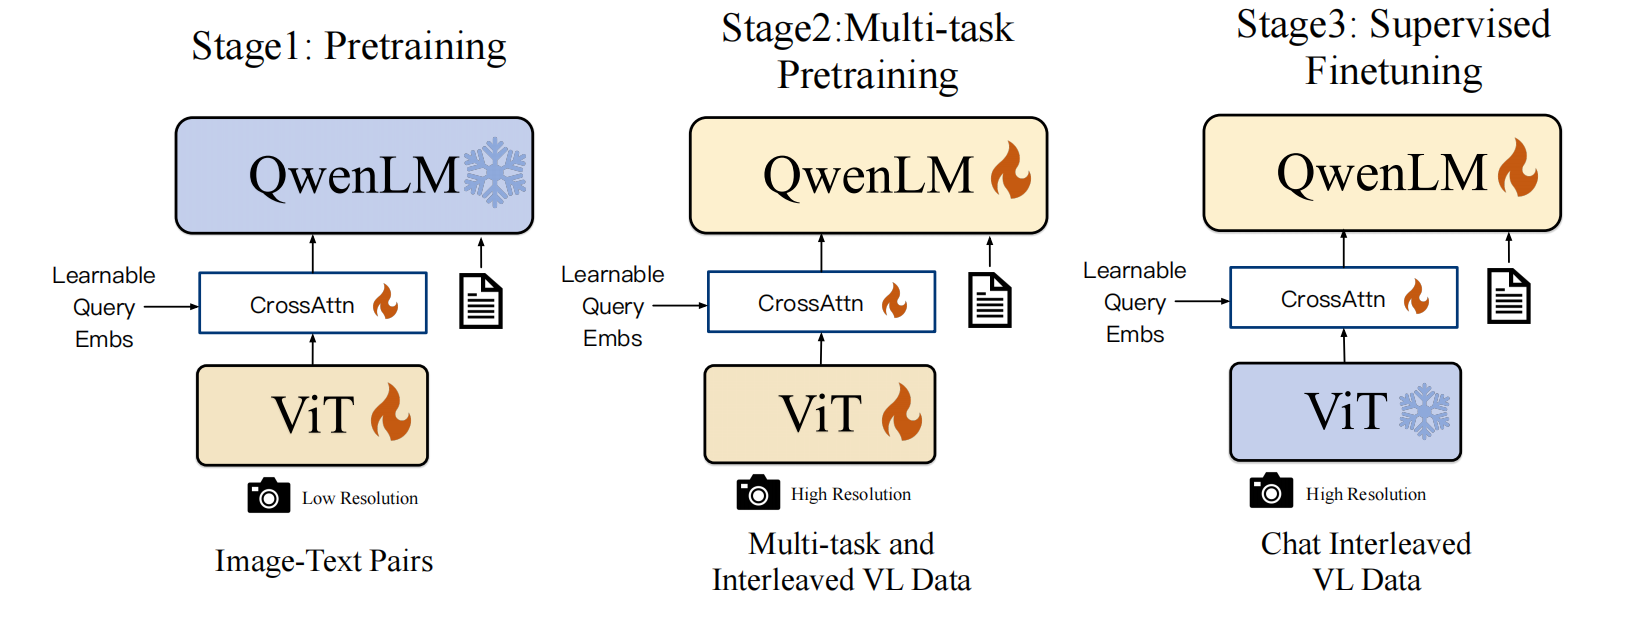 Stage1: Pretraining
QwenLM
Learnable
Query
Embs
CrossAttn
ViT
Low Resolution
Image-Text Pairs
Stage2:Multi-task
Pretraining
QwenLM
Learnable
Query
Embs
CrossAttn
ViT
High Resolution
Multi-task and
Interleaved VL Data
Stage3: Supervised
Finetuning
QwenLM
Learnable
Query
Embs
CrossAttn
ViT
High Resolution
Chat Interleaved
VL Data